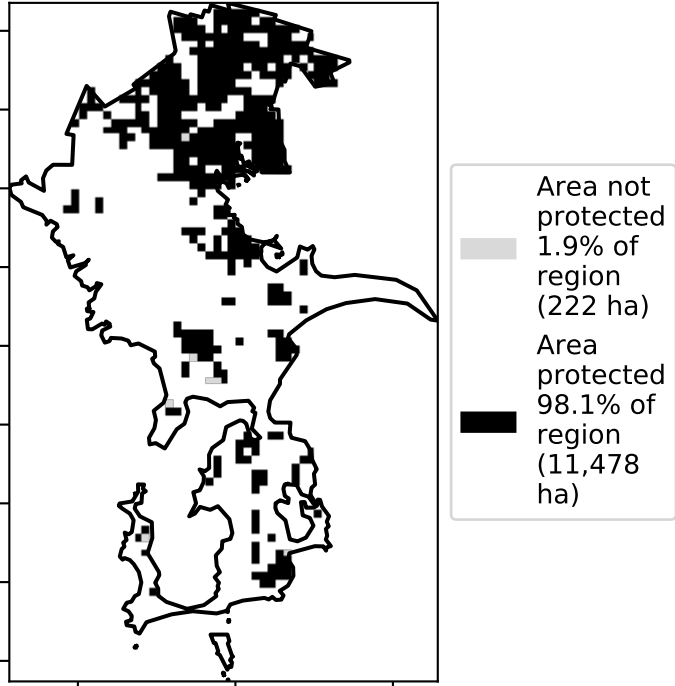 Area not
protected
1.9% of
region
(222 ha)
Area
protected
98.1% of
region
(11,478
ha)